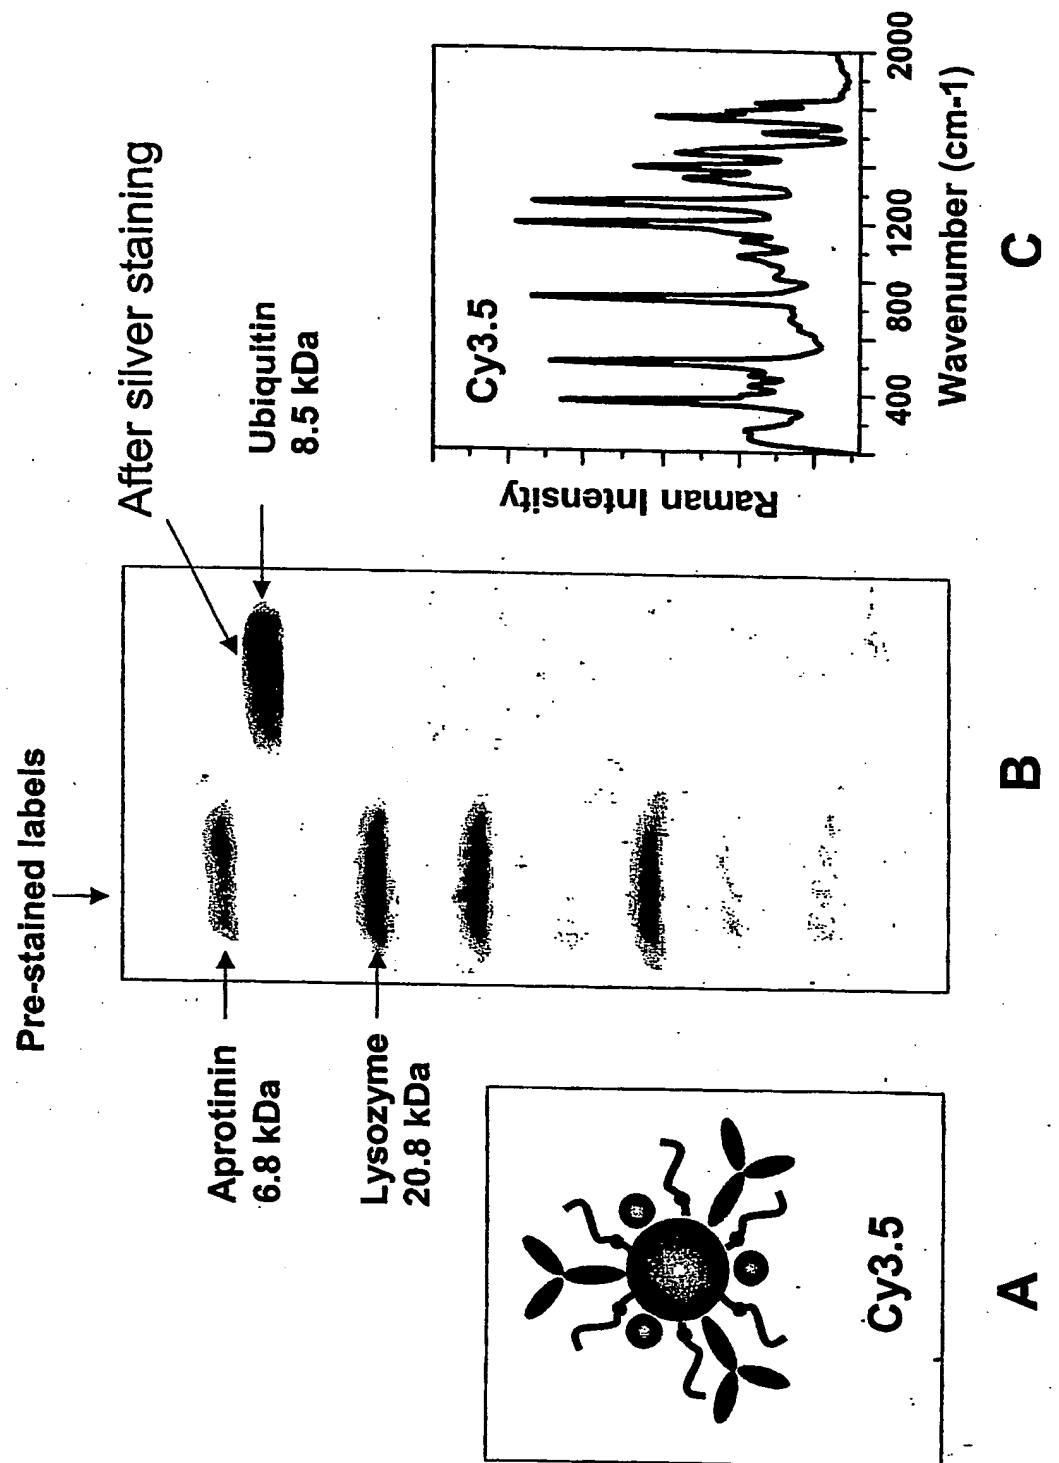 Pre-stained labels
After silver staining
Aprotinin
6.8 kDa
Lysozyme
20.8 kDa
Ubiquitin
8.5 kDa
Cy3.5
A
B
Cy3.5
Raman Intensity
400
800
1200
2000
Wavenumber (cm-1)
C